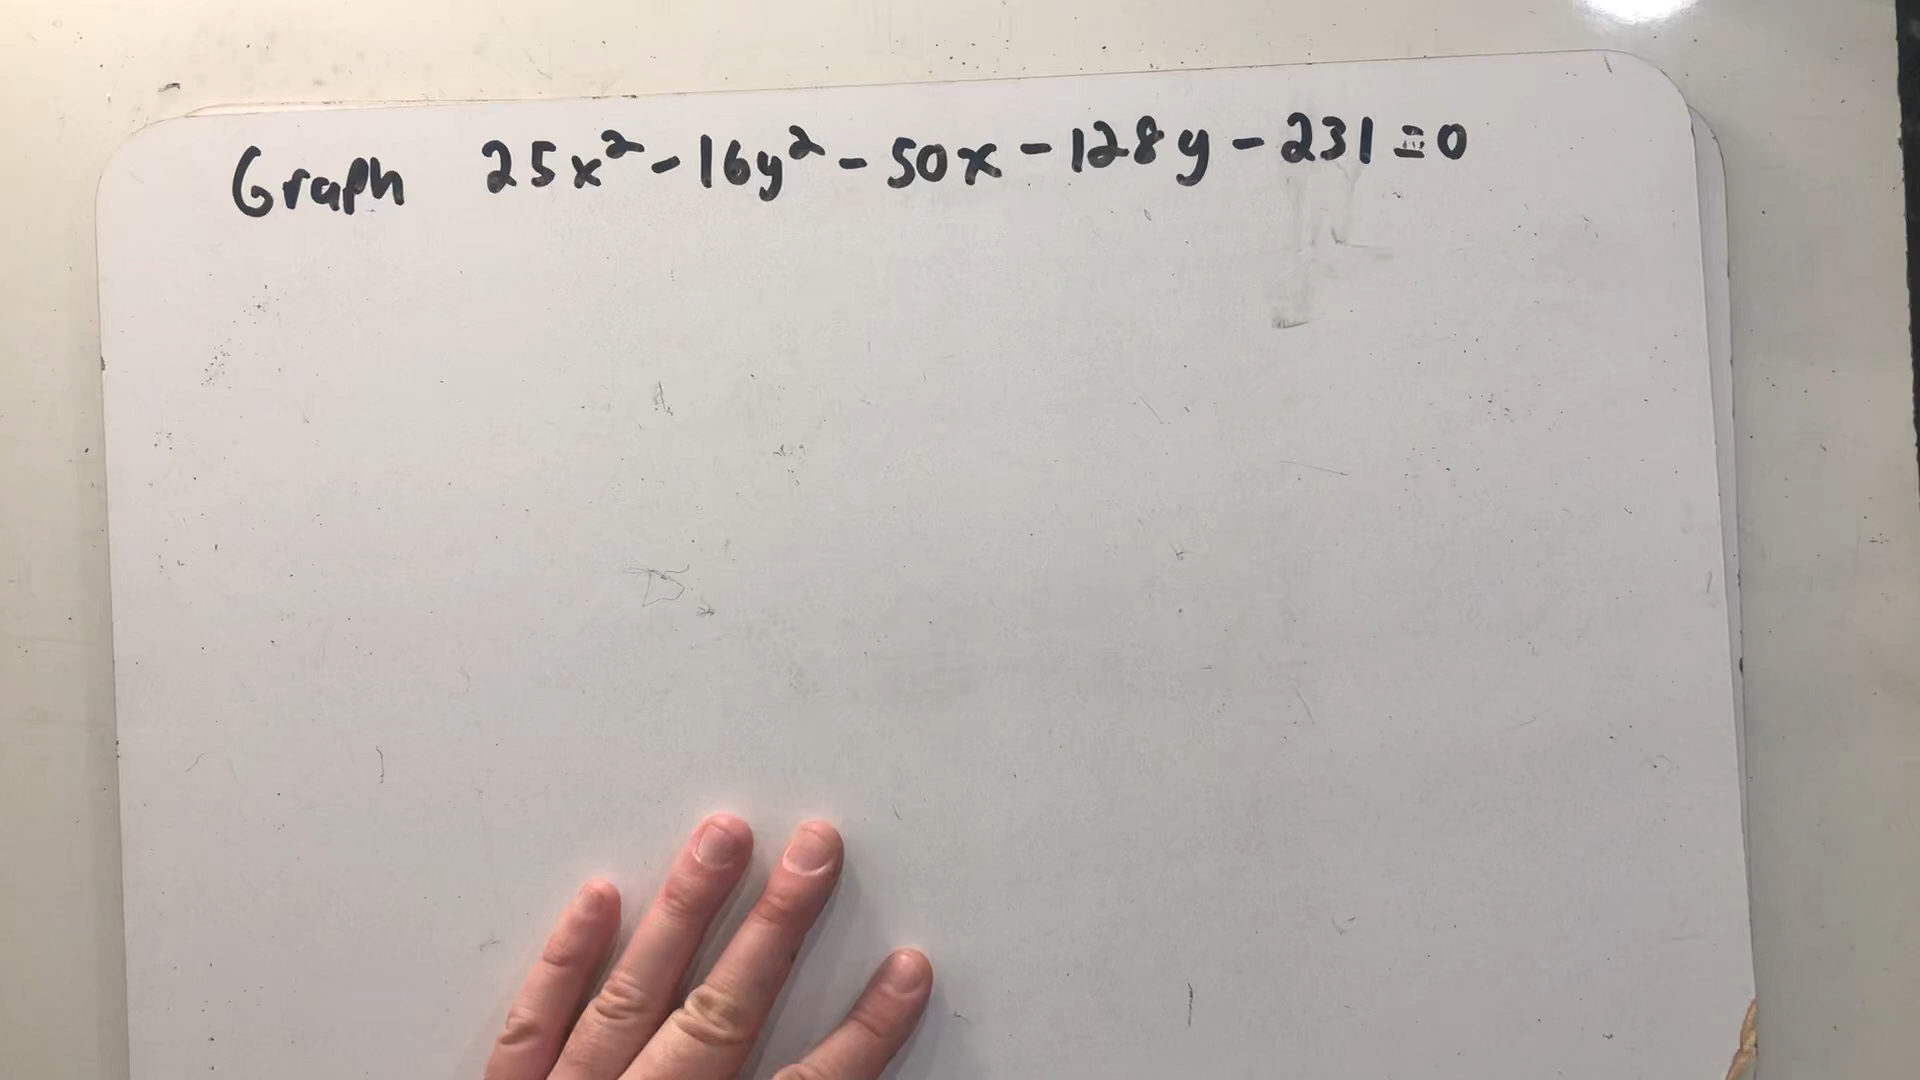 Graph 25x² - 16y² - 50x - 128y - 231 = 0